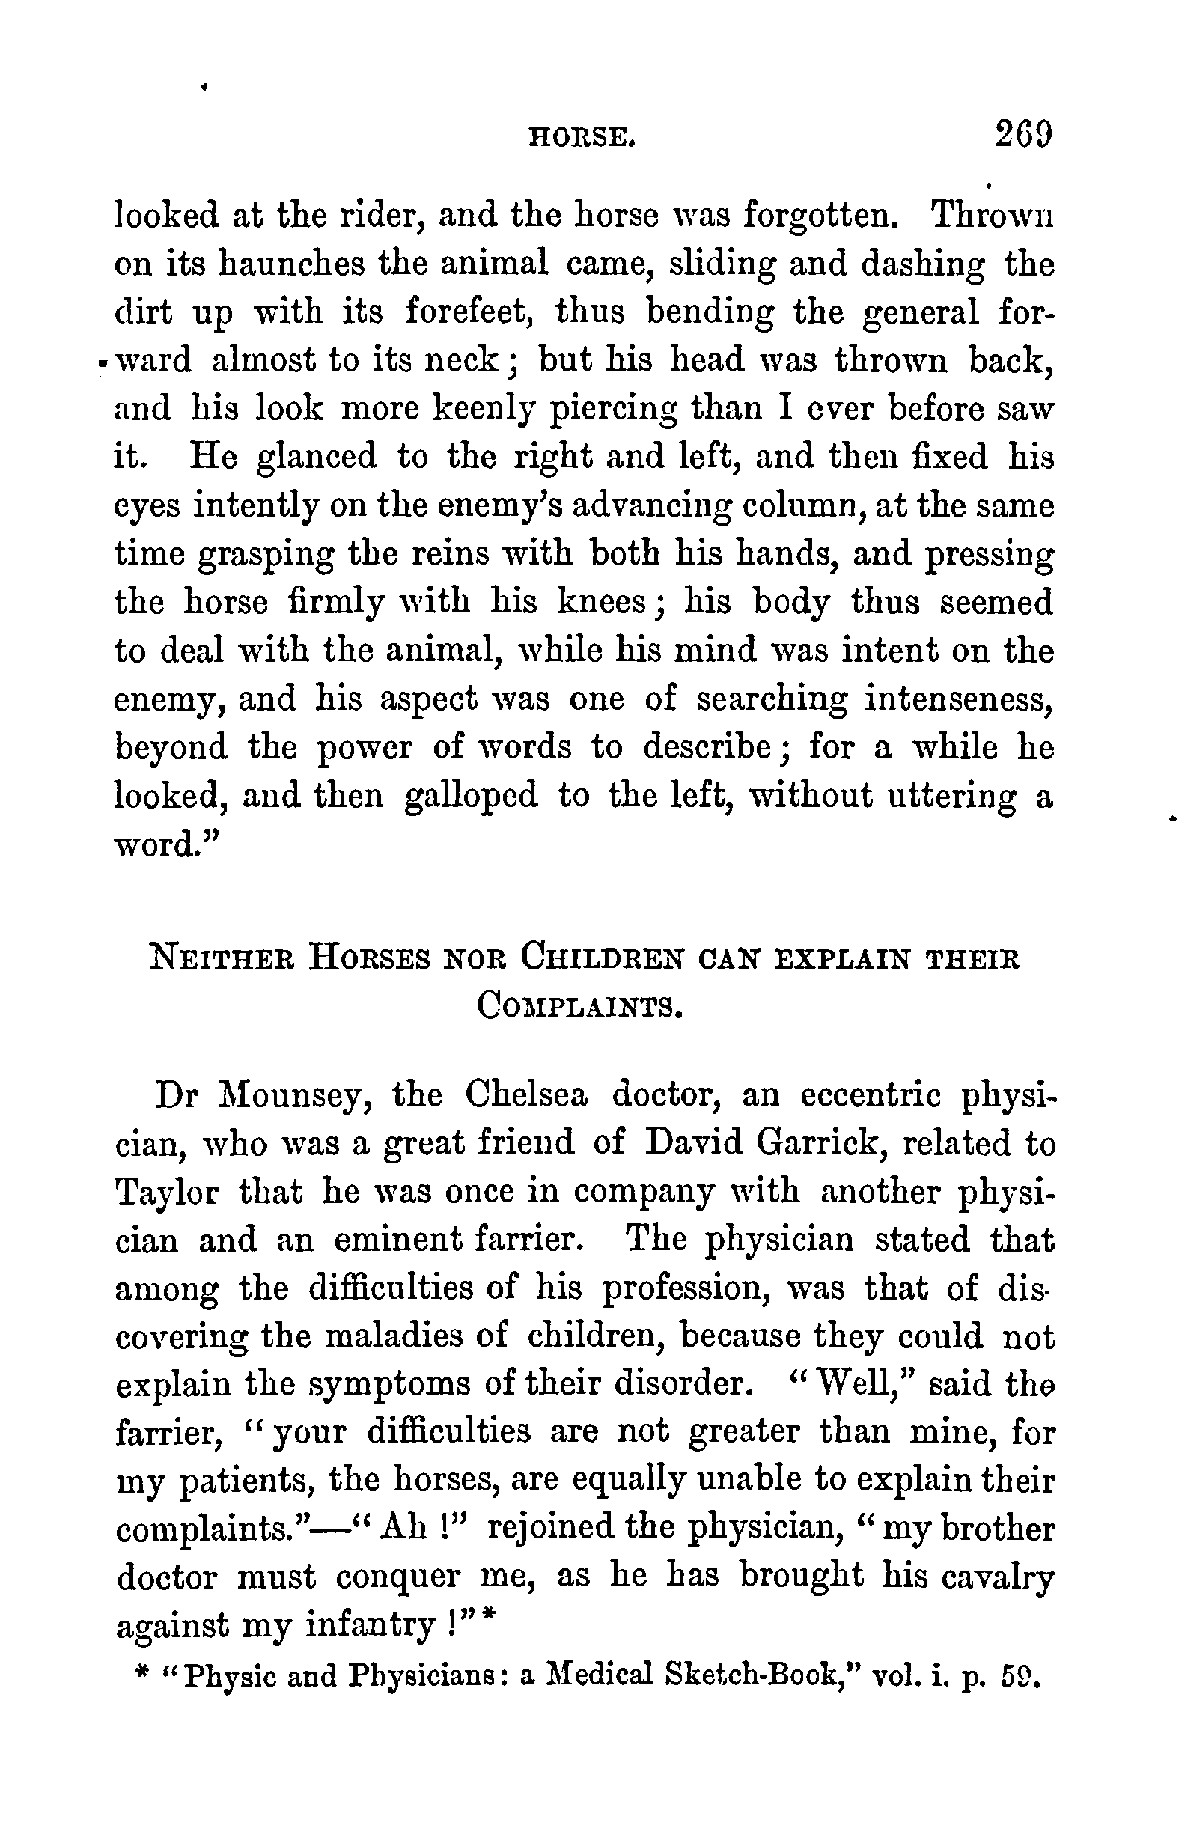 HORSE. 269
looked at the rider, and the horse was forgotten. Thrown
on its haunches the animal came, sliding and dashing the
dirt up with its forefeet, thus bending the general for-
ward almost to its neck; but his head was thrown back,
and his look more keenly piercing than I ever before saw
it. He glanced to the right and left, and then fixed his
eyes intently on the enemy's advancing column, at the same
time grasping the reins with both his hands, and pressing
the horse firmly with his knees; his body thus seemed
to deal with the animal, while his mind was intent on the
enemy, and his aspect was one of searching intenseness,
beyond the power of words to describe; for a while he
looked, and then galloped to the left, without uttering a
word."
NEITHER HORSES NOR CHILDREN CAN EXPLAIN THEIR
COMPLAINTS.
Dr Mounsey, the Chelsea doctor, an eccentric physi-
cian, who was a great friend of David Garrick, related to
Taylor that he was once in company with another physi-
cian and an eminent farrier. The physician stated that
among the difficulties of his profession, was that of dis-
covering the maladies of children, because they could not
explain the symptoms of their disorder. "Well," said the
farrier, "your difficulties are not greater than mine, for
my patients, the horses, are equally unable to explain their
complaints."—"Ah!" rejoined the physician, "my brother
doctor must conquer me, as he has brought his cavalry
against my infantry!"*
* "Physic and Physicians: a Medical Sketch-Book," vol. i. p. 59.